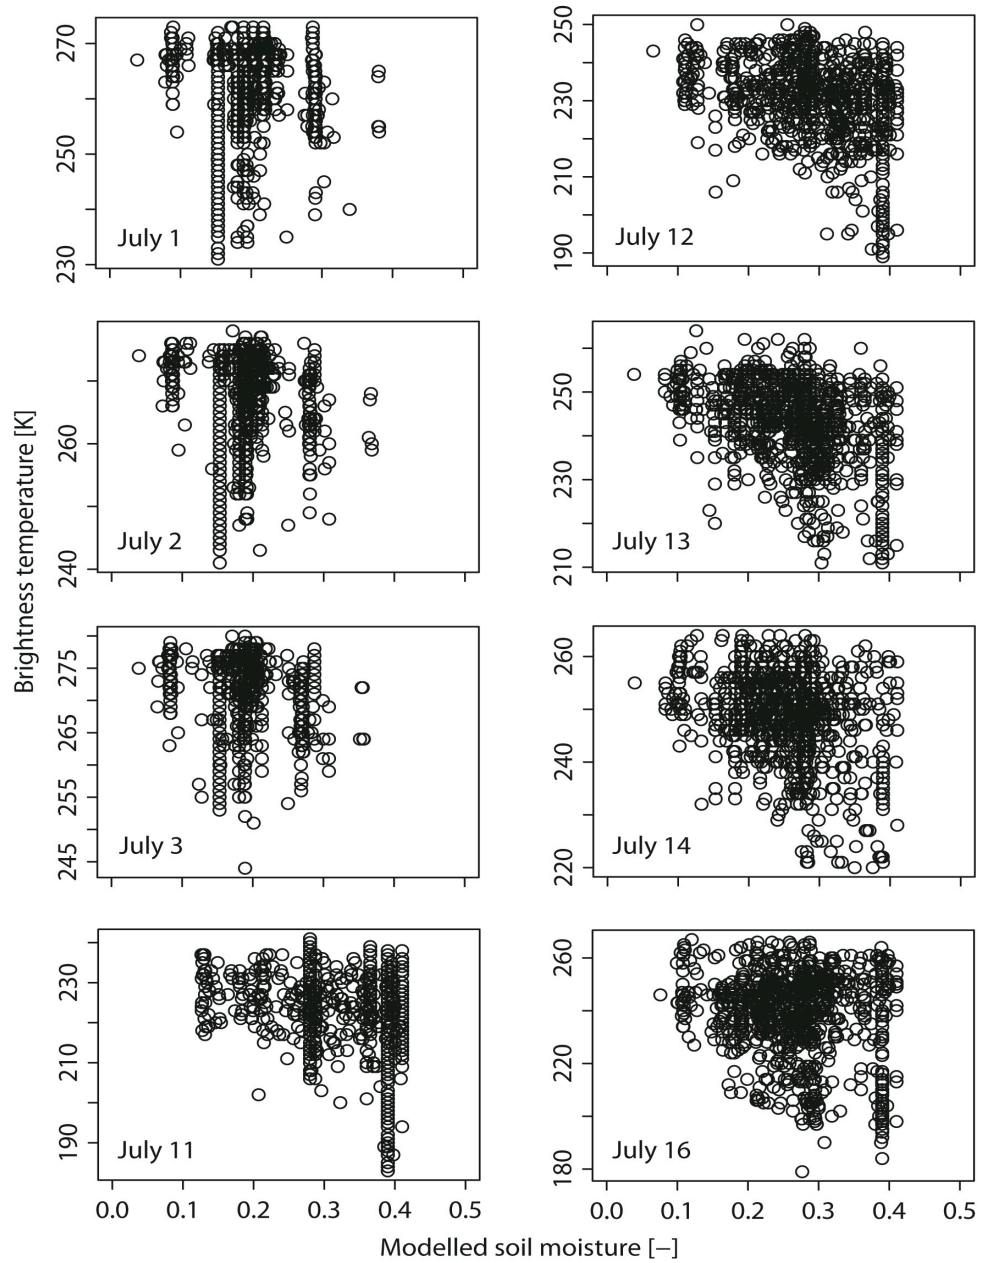 Brightness temperature [K]
270
250
230
July 1
250
230
210
190
July 12
260
240
July 2
250
230
210
July 13
275
265
255
245
July 3
260
240
220
July 14
230
210
190
July 11
0.0 0.1 0.2 0.3 0.4 0.5
260
220
180
July 16
0.0 0.1 0.2 0.3 0.4 0.5
Modelled soil moisture [−]